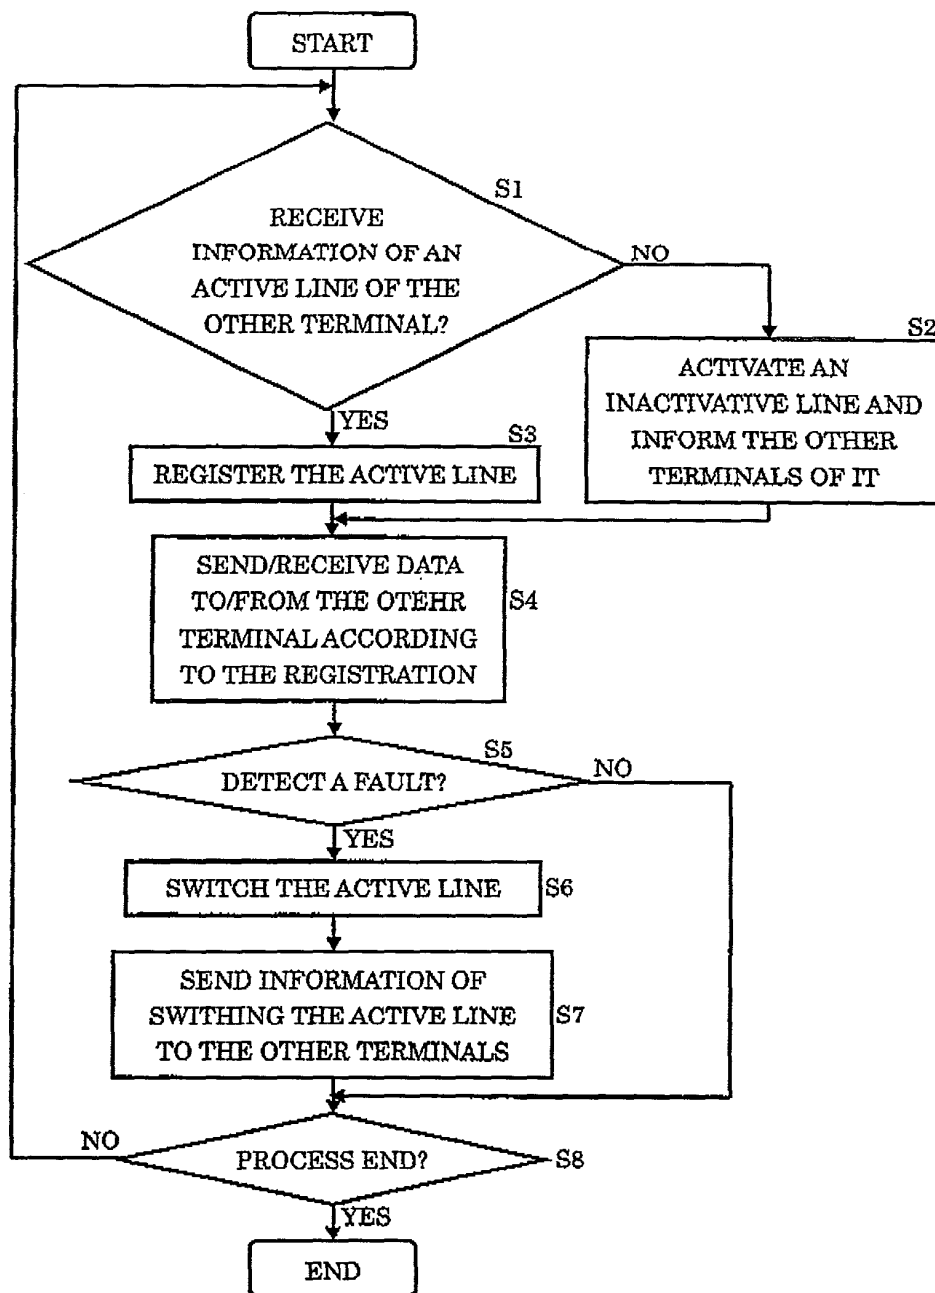 START
S1
RECEIVE
INFORMATION OF AN
ACTIVE LINE OF THE
OTHER TERMINAL?
NO
S2
ACTIVATE AN
INACTIVATIVE LINE AND
INFORM THE OTHER
TERMINALS OF IT
YES
S3
REGISTER THE ACTIVE LINE
SEND/RECEIVE DATA
TO/FROM THE OTEHR
TERMINAL ACCORDING
TO THE REGISTRATION
S4
S5
DETECT A FAULT?
NO
YES
SWITCH THE ACTIVE LINE
S6
SEND INFORMATION OF
SWITHING THE ACTIVE LINE
TO THE OTHER TERMINALS
S7
NO
PROCESS END?
S8
YES
END